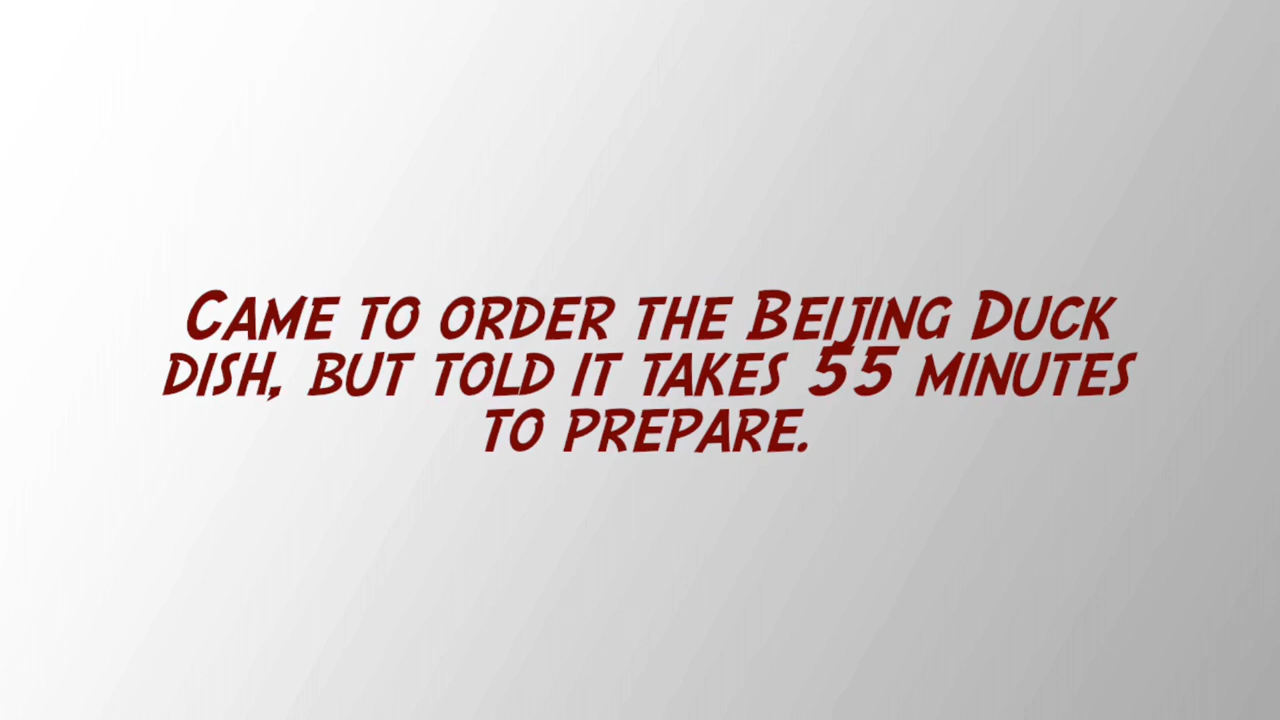 Came to order the Beijing Duck
dish, but told it takes 55 minutes
to prepare.